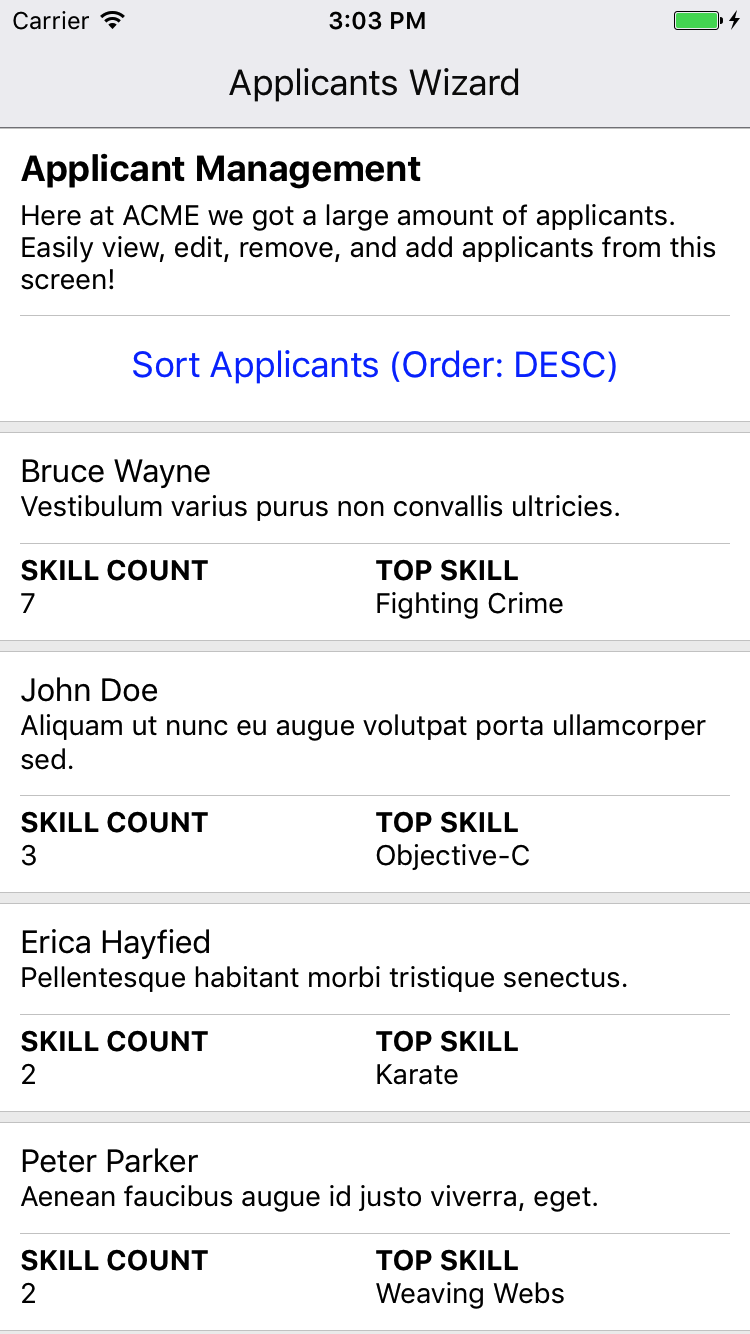 Carrier 3:03 PM
Applicants Wizard
Applicant Management
Here at ACME we got a large amount of applicants.
Easily view, edit, remove, and add applicants from this
screen!
Sort Applicants (Order: DESC)
Bruce Wayne
Vestibulum varius purus non convallis ultricies.
SKILL COUNT TOP SKILL
7 Fighting Crime
John Doe
Aliquam ut nunc eu augue volutpat porta ullamcorper
sed.
SKILL COUNT TOP SKILL
3 Objective-C
Erica Hayfied
Pellentesque habitant morbi tristique senectus.
SKILL COUNT TOP SKILL
2 Karate
Peter Parker
Aenean faucibus augue id justo viverra, eget.
SKILL COUNT TOP SKILL
2 Weaving Webs